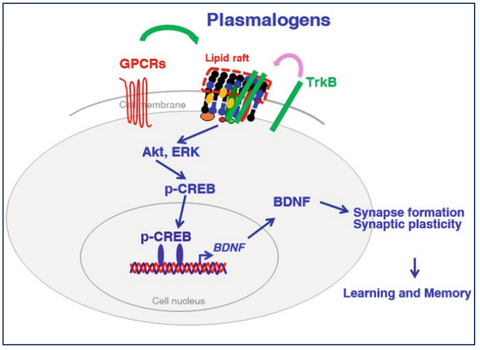 Plasmalogens
GPCRs
Lipid raft
TrkB
Cell membrane
Akt, ERK
p-CREB
BDNF
Synapse formation
Synaptic plasticity
p-CREB
BDNF
Learning and Memory
Cell nucleus